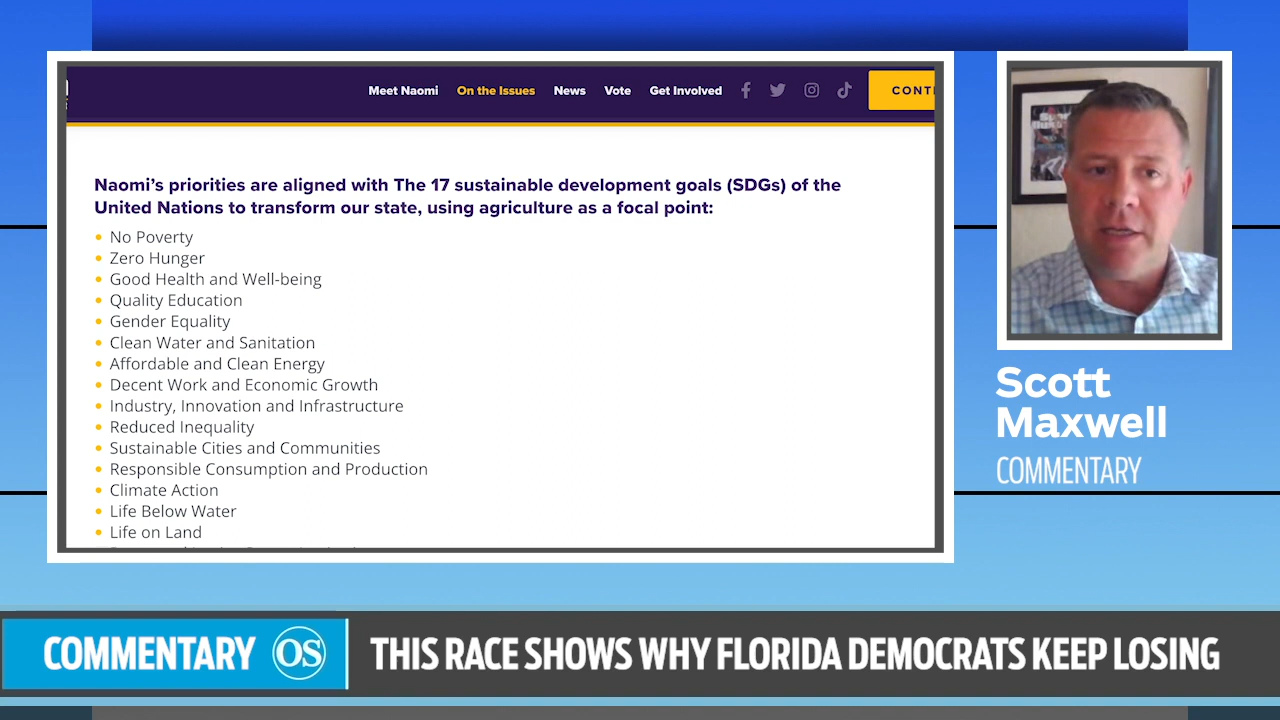 Meet Naomi On the Issues News Vote Get Involved
Naomi's priorities are aligned with The 17 sustainable development goals (SDGs) of the
United Nations to transform our state, using agriculture as a focal point:
No Poverty
Zero Hunger
Good Health and Well-being
Quality Education
Gender Equality
Clean Water and Sanitation
Affordable and Clean Energy
Decent Work and Economic Growth
Industry, Innovation and Infrastructure
Reduced Inequality
Sustainable Cities and Communities
Responsible Consumption and Production
Climate Action
Life Below Water
Life on Land
Scott
Maxwell
COMMENTARY
COMMENTARY OS
THIS RACE SHOWS WHY FLORIDA DEMOCRATS KEEP LOSING